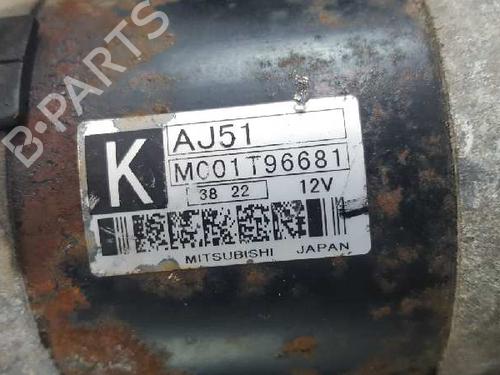 B-PARTS
K
AJ51
MC01T96681
38 22 12V
MITSUBISHI JAPAN